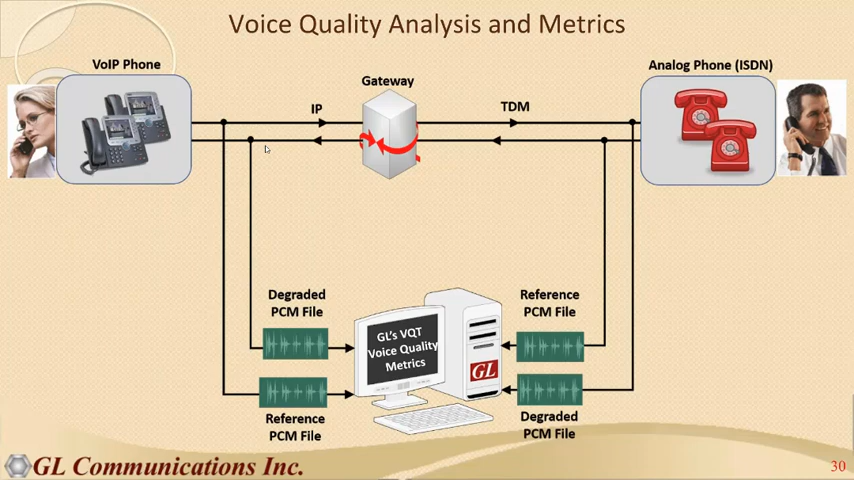 Voice Quality Analysis and Metrics
VoIP Phone
Gateway
Analog Phone (ISDN)
IP
TDM
Degraded
PCM File
Reference
PCM File
GL's VQT
Voice Quality
Metrics
GL
Reference
PCM File
Degraded
PCM File
GL Communications Inc.
30